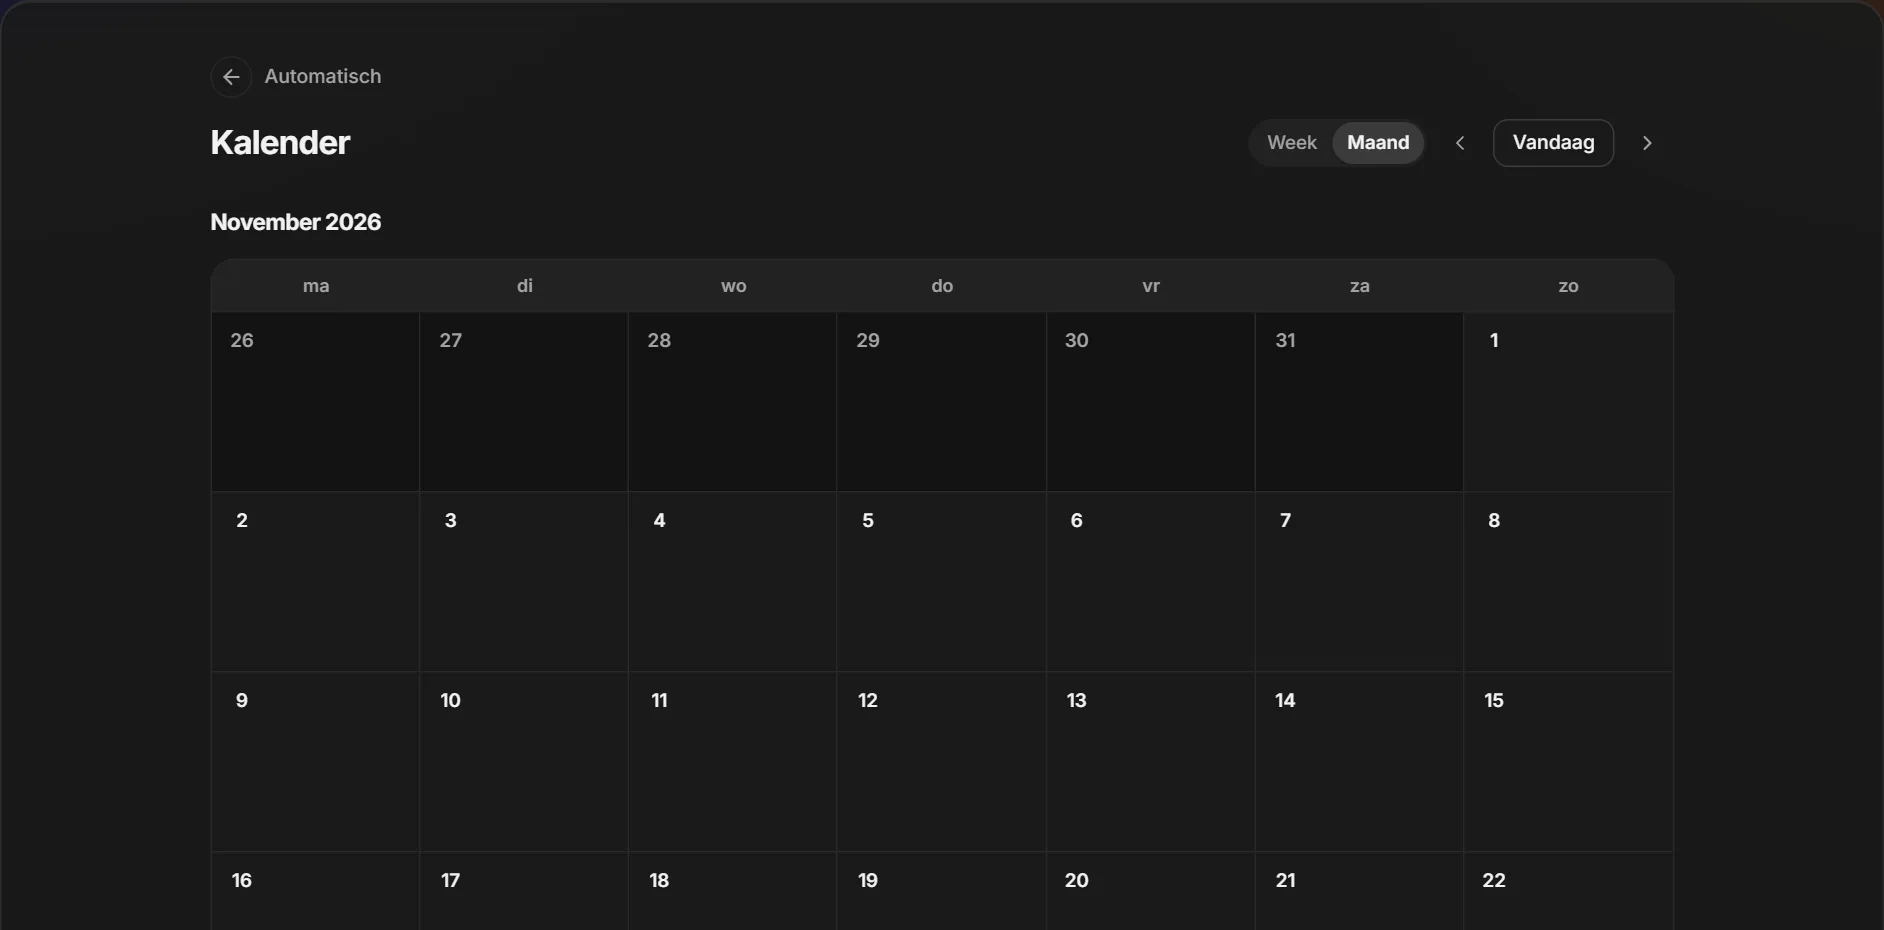 Automatisch
Kalender
Week Maand Vandaag
November 2026
ma di wo do vr za zo
26 27 28 29 30 31 1
2 3 4 5 6 7 8
9 10 11 12 13 14 15
16 17 18 19 20 21 22